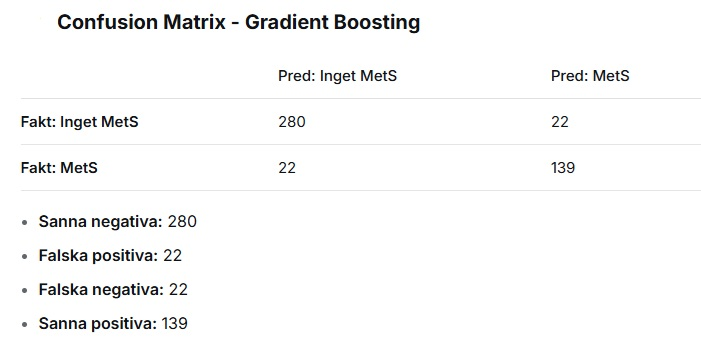 Confusion Matrix - Gradient Boosting
Pred: Inget MetS Pred: MetS
Fakt: Inget MetS 280 22
Fakt: MetS 22 139
• Sanna negativa: 280
• Falska positiva: 22
• Falska negativa: 22
• Sanna positiva: 139